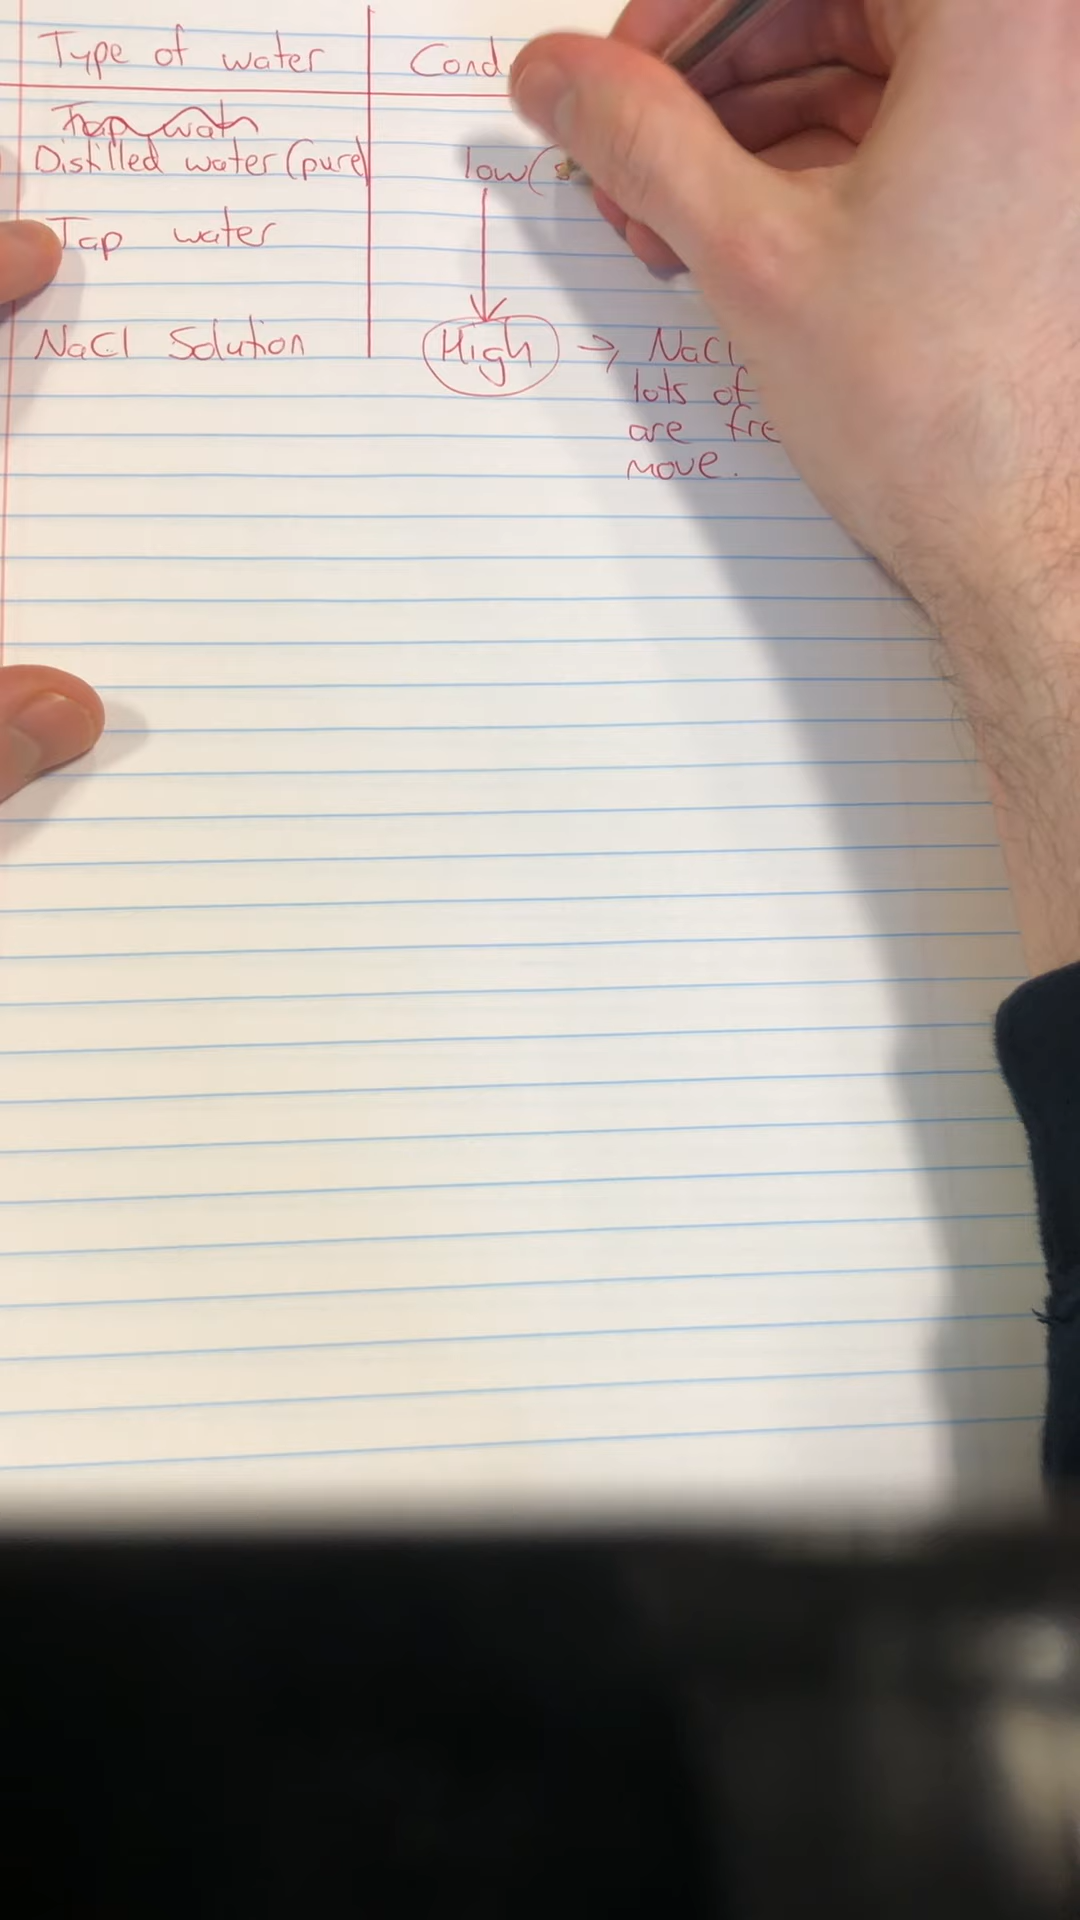 Type of water Cond
Tap wat
Distilled water (pure) low (
Tap water
NaCl Solution High → NaCl
lots of
are fre
move.